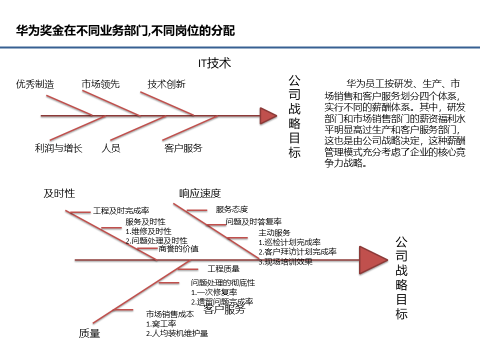 华为奖金在不同业务部门,不同岗位的分配
IT技术
优秀制造
市场领先
技术创新
公司战略目标
利润与增长
人员
客户服务
华为员工按研发、生产、市
场销售和客户服务划分四个体系,
实行不同的薪酬体系。其中，研发
部门和市场销售部门的薪资福利水
平明显高过生产和客户服务部门，
这也是由公司战略决定，这种薪酬
管理模式充分考虑了企业的核心竞
争力战略。
及时性
响应速度
工程及时完成率
服务及时性
1.维修及时性
2.问题处理及时性
商誉的价值
服务态度
问题及时答复率
主动服务
1.巡检计划完成率
2.客户拜访计划完成率
3.现场培训效果
公司战略目标
工程质量
问题处理的彻底性
1.一次修复率
2.遗留问题完成率
客户服务
市场销售成本
1.窝工率
2.人均装机维护量
质量